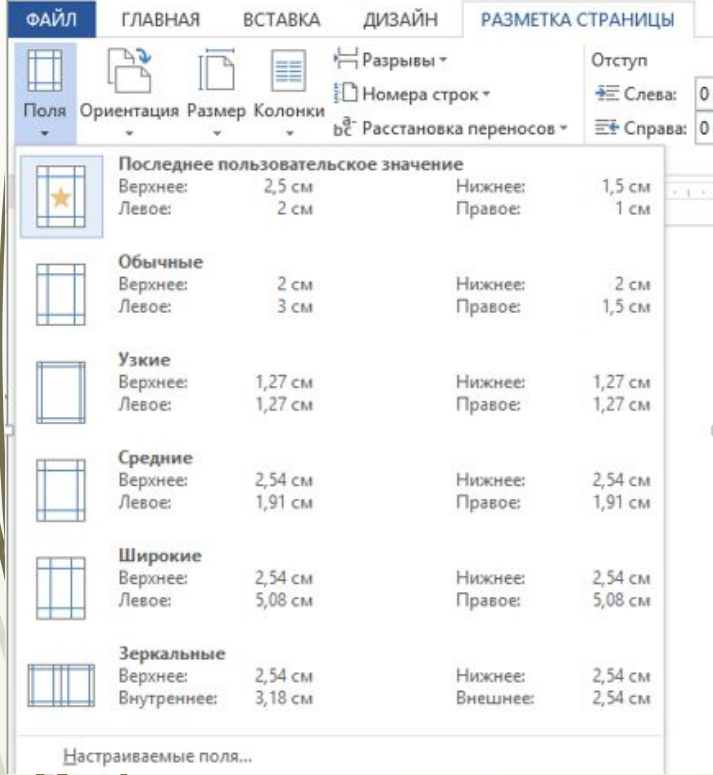 ФАЙЛ ГЛАВНАЯ ВСТАВКА ДИЗАЙН РАЗМЕТКА СТРАНИЦЫ
Поля Ориентация Размер Колонки
Разрывы
Номера строк
Расстановка переносов
Отступ
Слева: 0
Справа: 0
Последнее пользовательское значение
Верхнее: 2,5 см Нижнее: 1,5 см
Левое: 2 см Правое: 1 см
Обычные
Верхнее: 2 см Нижнее: 2 см
Левое: 3 см Правое: 1,5 см
Узкие
Верхнее: 1,27 см Нижнее: 1,27 см
Левое: 1,27 см Правое: 1,27 см
Средние
Верхнее: 2,54 см Нижнее: 2,54 см
Левое: 1,91 см Правое: 1,91 см
Широкие
Верхнее: 2,54 см Нижнее: 2,54 см
Левое: 5,08 см Правое: 5,08 см
Зеркальные
Верхнее: 2,54 см Нижнее: 2,54 см
Внутреннее: 3,18 см Внешнее: 2,54 см
Настраиваемые поля...